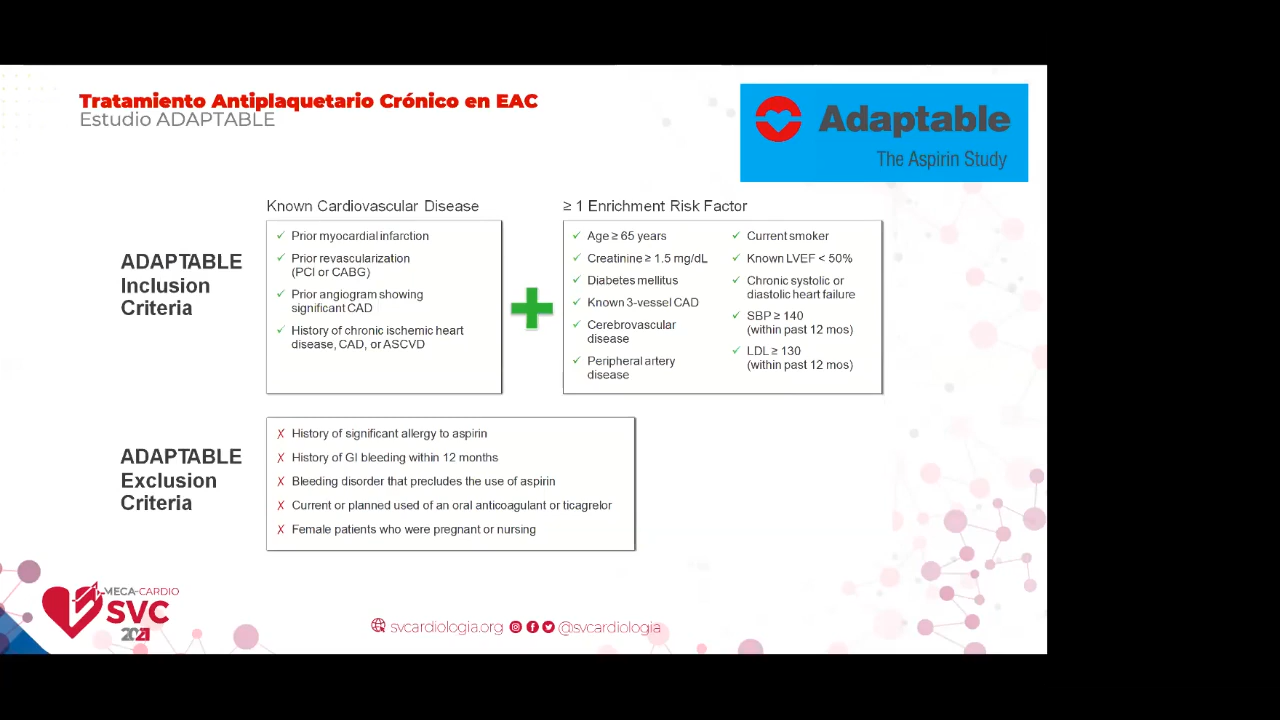 Tratamiento Antiplaquetario Crónico en EAC
Estudio ADAPTABLE
Adaptable
The Aspirin Study
ADAPTABLE
Inclusion
Criteria
Known Cardiovascular Disease
✓ Prior myocardial infarction
✓ Prior revascularization
(PCI or CABG)
✓ Prior angiogram showing
significant CAD
✓ History of chronic ischemic heart
disease, CAD, or ASCVD
≥ 1 Enrichment Risk Factor
✓ Age ≥ 65 years
✓ Creatinine ≥ 1.5 mg/dL
✓ Diabetes mellitus
✓ Known 3-vessel CAD
✓ Cerebrovascular
disease
✓ Peripheral artery
disease
✓ Current smoker
✓ Known LVEF < 50%
✓ Chronic systolic or
diastolic heart failure
✓ SBP ≥ 140
(within past 12 mos)
✓ LDL ≥ 130
(within past 12 mos)
ADAPTABLE
Exclusion
Criteria
✗ History of significant allergy to aspirin
✗ History of GI bleeding within 12 months
✗ Bleeding disorder that precludes the use of aspirin
✗ Current or planned used of an oral anticoagulant or ticagrelor
✗ Female patients who were pregnant or nursing
MECA-CARDIO
SVC
2021
svcardiologia.org @svcardiologia